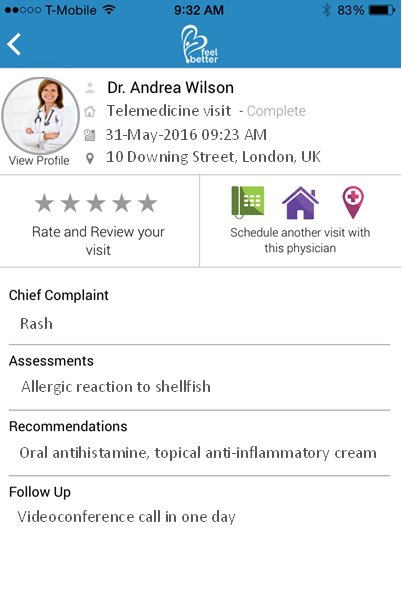 T-Mobile 9:32 AM 83%
feel
better
Dr. Andrea Wilson
Telemedicine visit - Complete
31-May-2016 09:23 AM
View Profile
10 Downing Street, London, UK
Rate and Review your
visit
Schedule another visit with
this physician
Chief Complaint
Rash
Assessments
Allergic reaction to shellfish
Recommendations
Oral antihistamine, topical anti-inflammatory cream
Follow Up
Videoconference call in one day